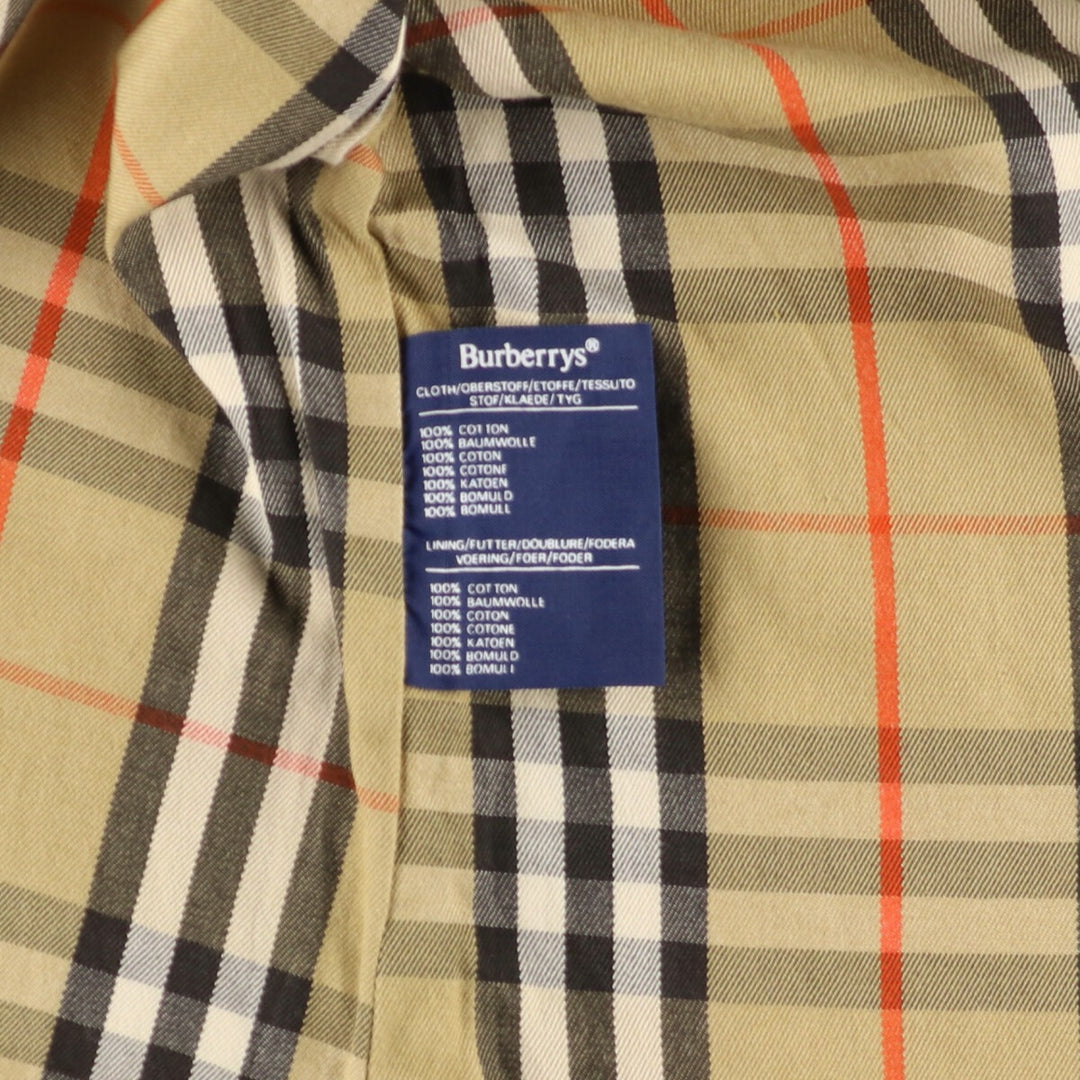 Burberrys®
CLOTH/OBERSTOFF/ETOFFE/TESSUTO
STOF/KLAEDE/TYG
100% COTTON
100% BAUMWOLLE
100% COTON
100% COTONE
100% KATOEN
100% BOMULD
100% BOMULL
LINING/FUTTER/DOUBLURE/FODERA
VOERING/FOER/FODER
100% COTTON
100% BAUMWOLLE
100% COTON
100% COTONE
100% KATOEN
100% BOMULD
100% BOMULL